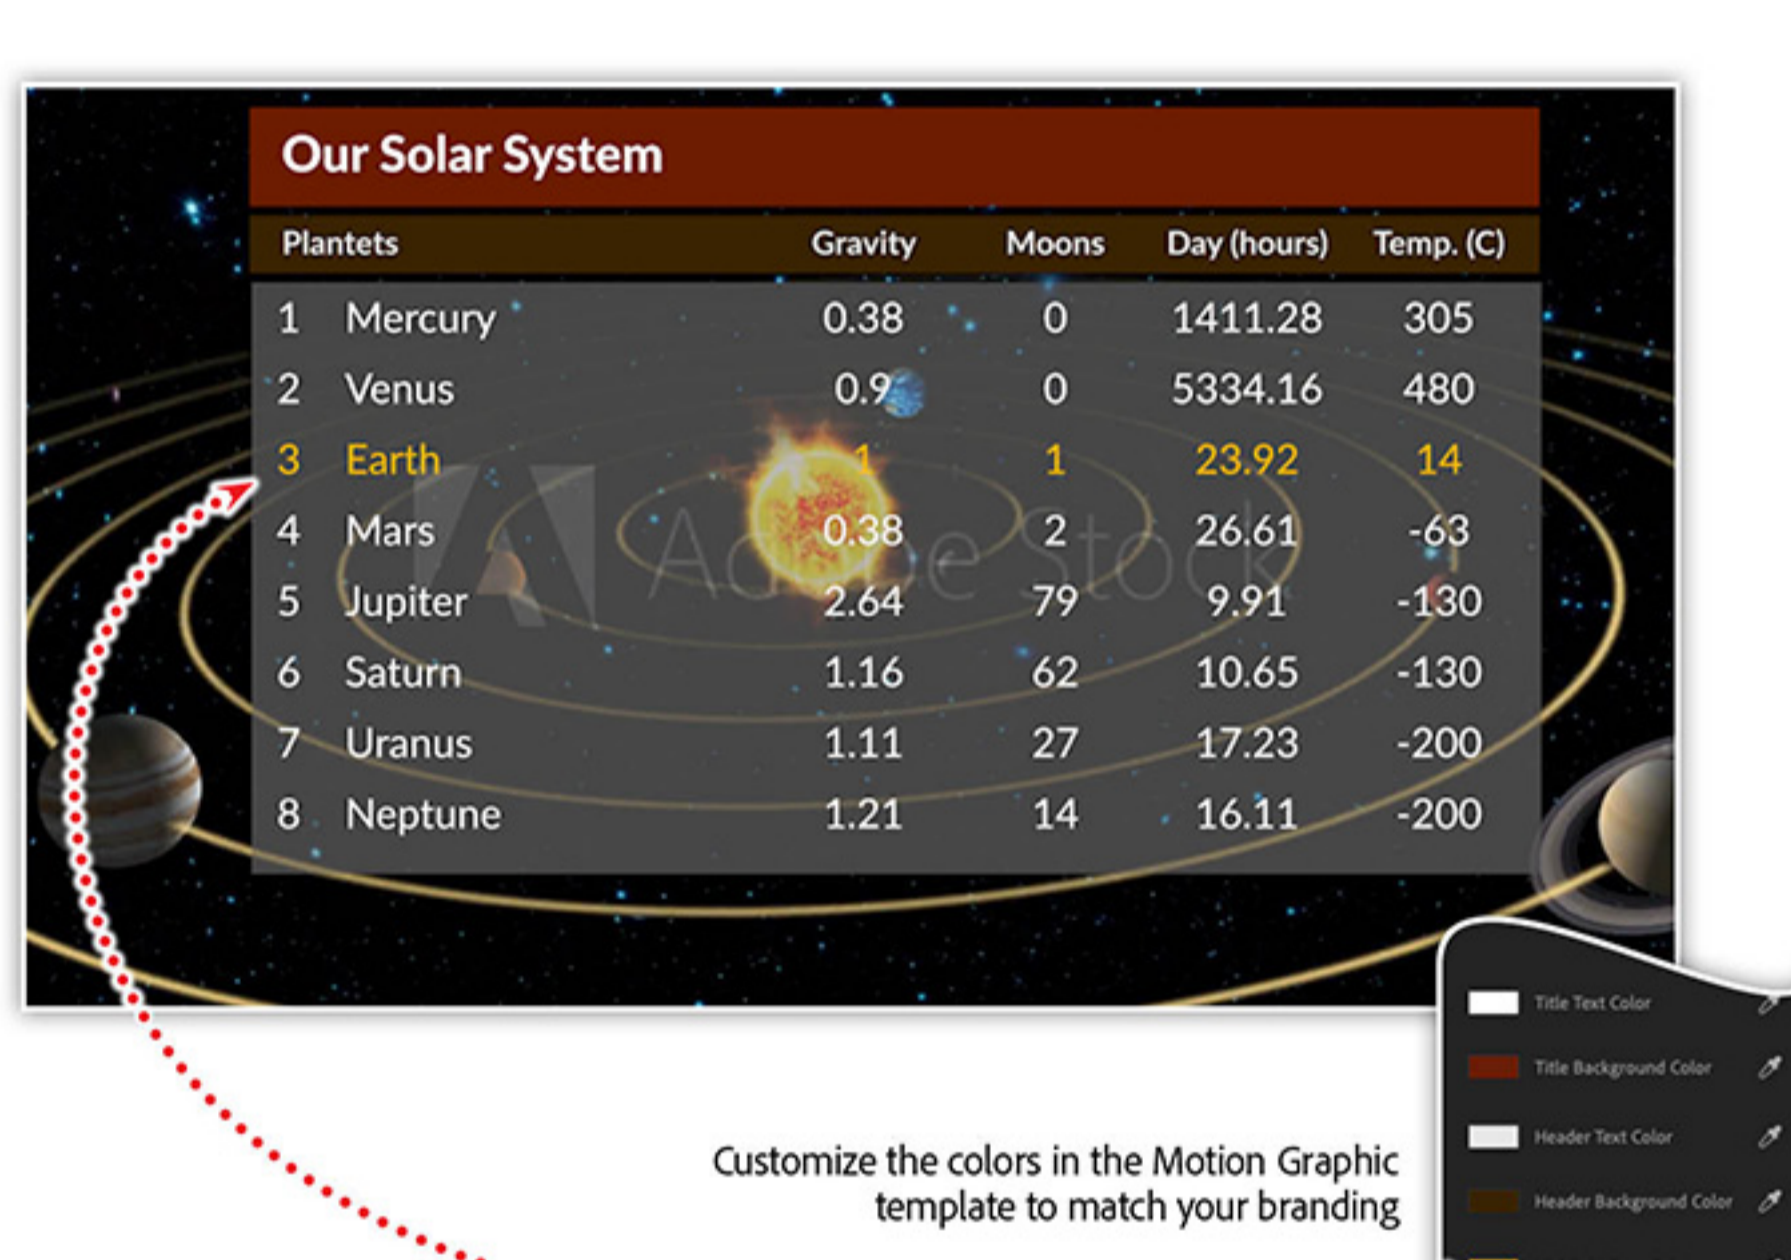 Our Solar System
Plantets Gravity Moons Day (hours) Temp. (C)
1 Mercury 0.38 0 1411.28 305
2 Venus 0.9 0 5334.16 480
3 Earth 1 1 23.92 14
4 Mars 0.38 2 26.61 -63
5 Jupiter 2.64 79 9.91 -130
6 Saturn 1.16 62 10.65 -130
7 Uranus 1.11 27 17.23 -200
8 Neptune 1.21 14 16.11 -200
Adobe Stock
Title Text Color
Title Background Color
Header Text Color
Header Background Color
Customize the colors in the Motion Graphic
template to match your branding